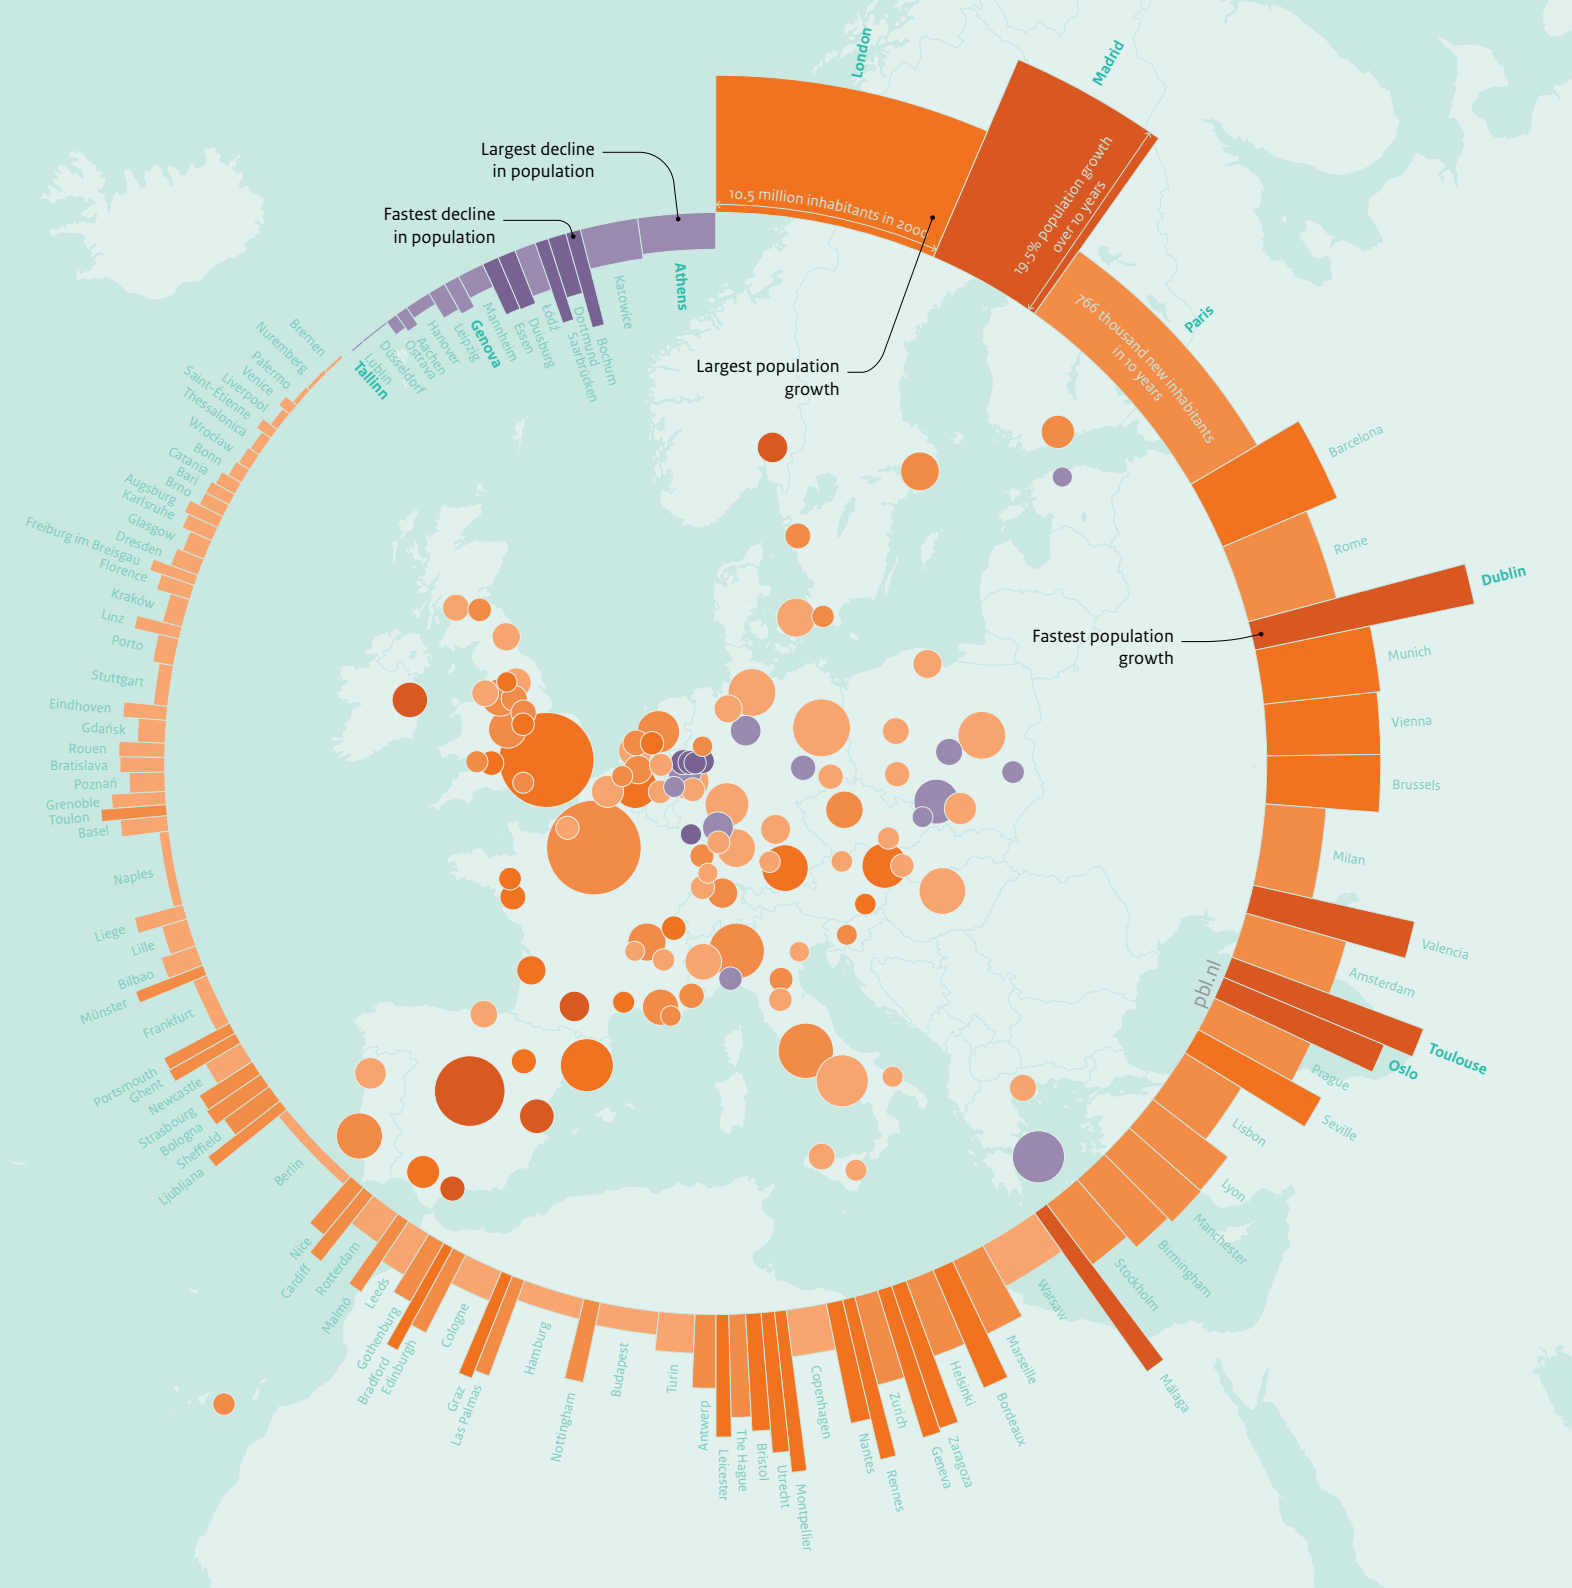 London
Madrid
Largest decline
in population
Fastest decline
in population
10.5 million inhabitants in 2000
19.5% population growth
over 10 years
Paris
766 thousand new inhabitants
in 10 years
Largest population
growth
Barcelona
Rome
Dublin
Fastest population
growth
Munich
Vienna
Brussels
Milan
Valencia
Amsterdam
pbl.nl
Toulouse
Oslo
Prague
Seville
Lisbon
Lyon
Manchester
Birmingham
Stockholm
Málaga
Warsaw
Marseille
Bordeaux
Helsinki
Zaragoza
Geneva
Zurich
Rennes
Nantes
Copenhagen
Montpellier
Utrecht
Bristol
The Hague
Leicester
Antwerp
Turin
Budapest
Nottingham
Hamburg
Las Palmas
Graz
Cologne
Edinburgh
Bradford
Gothenburg
Leeds
Malmö
Rotterdam
Cardiff
Nice
Berlin
Ljubljana
Sheffield
Bologna
Strasbourg
Newcastle
Ghent
Portsmouth
Frankfurt
Münster
Bilbao
Lille
Liege
Naples
Basel
Toulon
Grenoble
Poznań
Bratislava
Rouen
Gdańsk
Eindhoven
Stuttgart
Porto
Linz
Kraków
Florence
Freiburg im Breisgau
Dresden
Glasgow
Karlsruhe
Augsburg
Brno
Bari
Catania
Bonn
Wrocław
Thessalonica
Saint-Étienne
Liverpool
Venice
Palermo
Nuremberg
Bremen
Tallinn
Lublin
Düsseldorf
Ostrava
Aachen
Hanover
Leipzig
Genova
Mannheim
Essen
Duisburg
Łódź
Saarbrücken
Dortmund
Bochum
Katowice
Athens